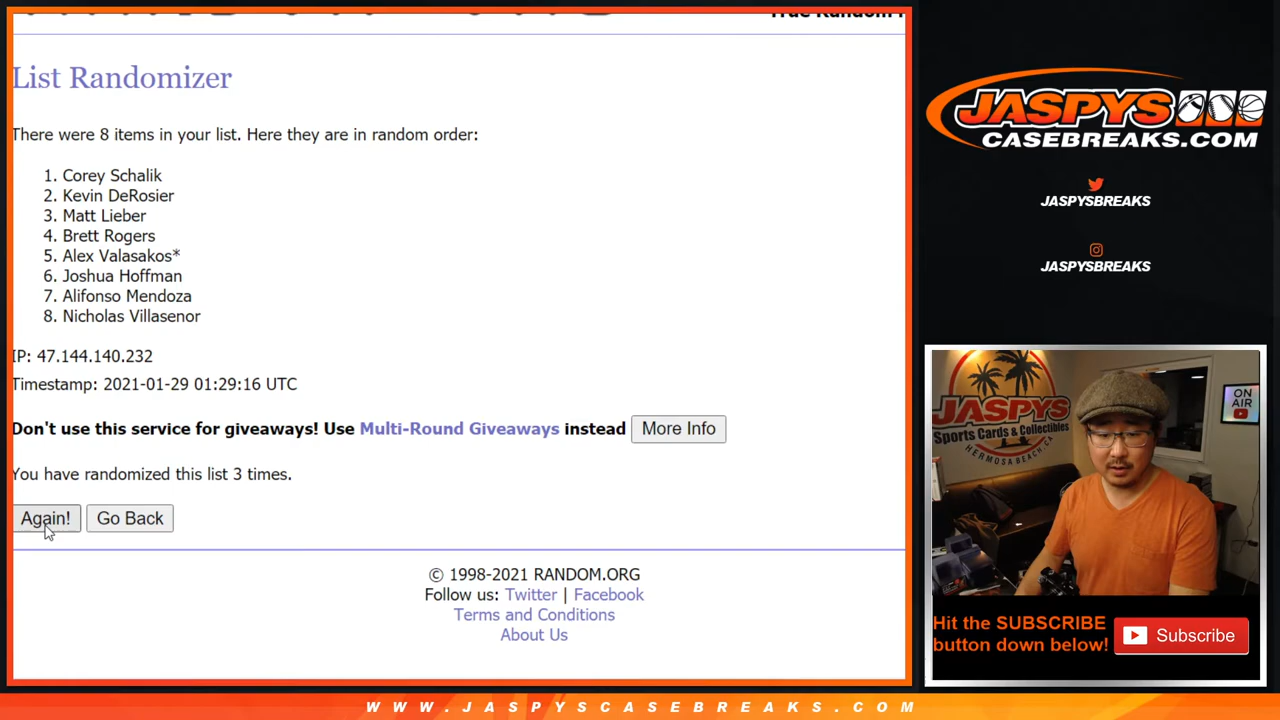 List Randomizer
There were 8 items in your list. Here they are in random order:
1. Corey Schalik
2. Kevin DeRosier
3. Matt Lieber
4. Brett Rogers
5. Alex Valasakos*
6. Joshua Hoffman
7. Alifonso Mendoza
8. Nicholas Villasenor
IP: 47.144.140.232
Timestamp: 2021-01-29 01:29:16 UTC
Don't use this service for giveaways! Use Multi-Round Giveaways instead More Info
You have randomized this list 3 times.
Again! Go Back
© 1998-2021 RANDOM.ORG
Follow us: Twitter | Facebook
Terms and Conditions
About Us
JASPYS
CASEBREAKS.COM
JASPYSBREAKS
JASPYSBREAKS
JASPYS
Sports Cards & Collectibles
HERMOSA BEACH, CA
ON
AIR
Hit the SUBSCRIBE
button down below!
Subscribe
WWW.JASPYSCASEBREAKS.COM